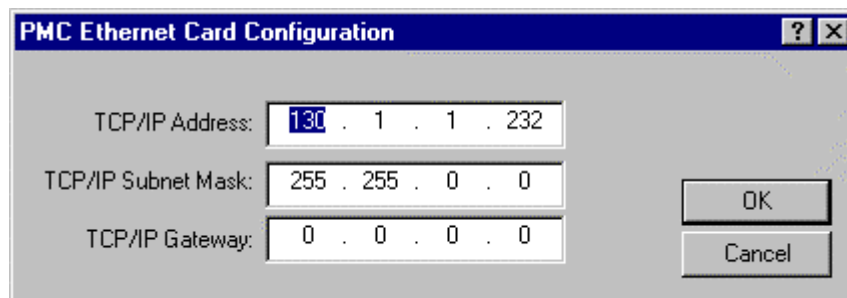 PMC Ethernet Card Configuration
TCP/IP Address: 130 . 1 . 1 . 232
TCP/IP Subnet Mask: 255 . 255 . 0 . 0
OK
TCP/IP Gateway: 0 . 0 . 0 . 0
Cancel